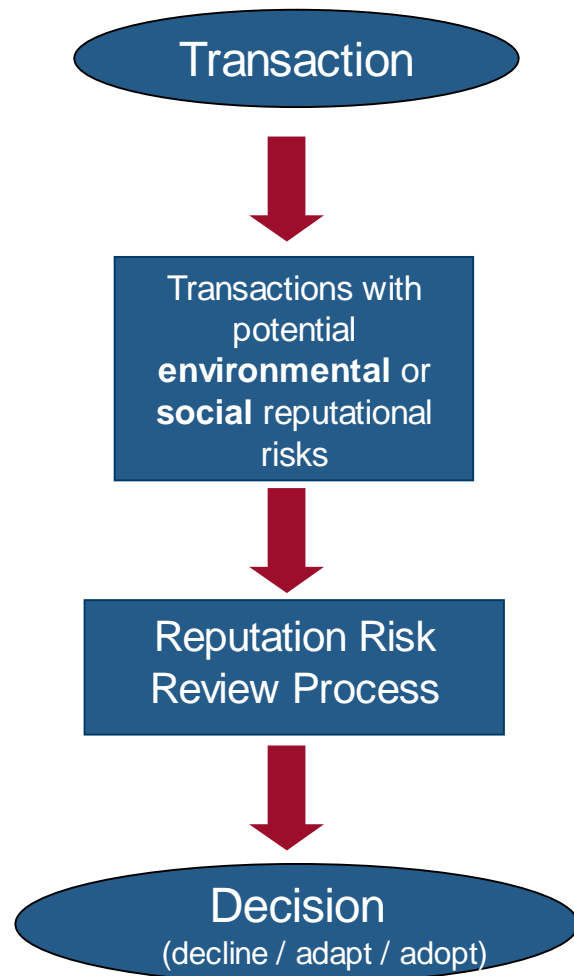 Transaction
Transactions with
potential
environmental or
social reputational
risks
Reputation Risk
Review Process
Decision
(decline / adapt / adopt)